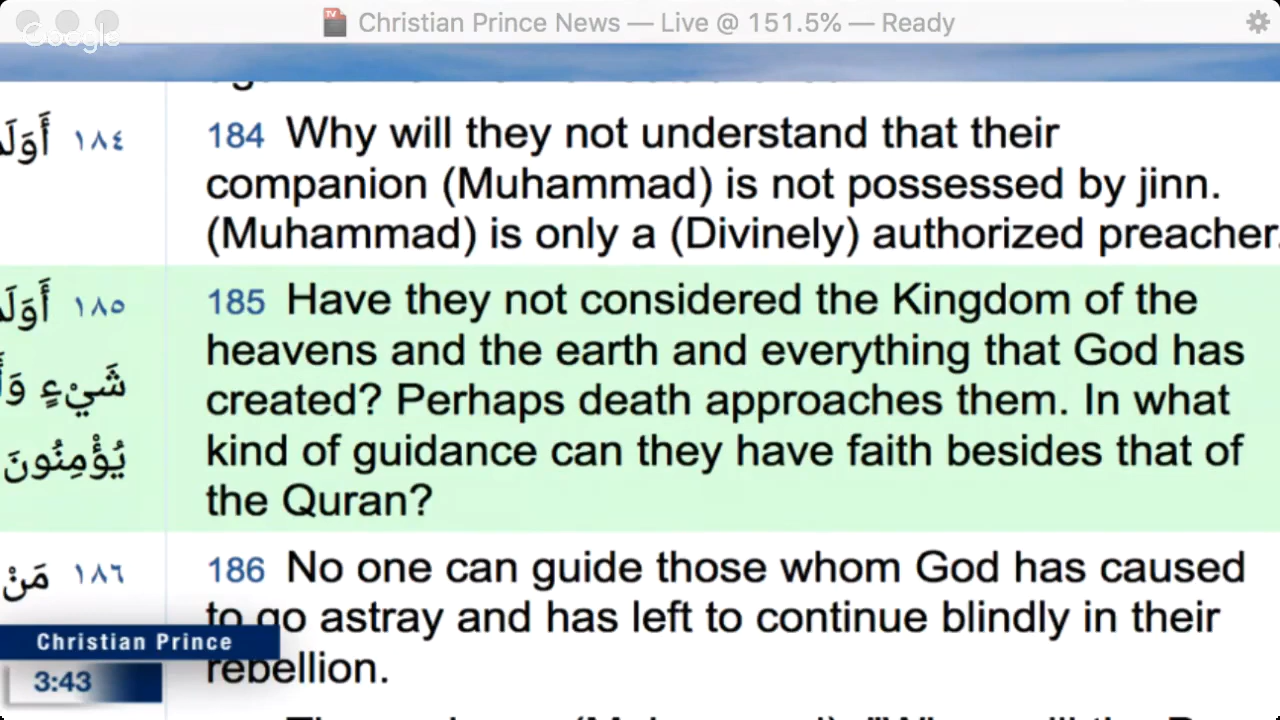 Google
Christian Prince News — Live @ 151.5% — Ready
١٨٤
184 Why will they not understand that their
companion (Muhammad) is not possessed by jinn.
(Muhammad) is only a (Divinely) authorized preacher.
١٨٥
شَيْءٍ
يُؤْمِنُونَ
185 Have they not considered the Kingdom of the
heavens and the earth and everything that God has
created? Perhaps death approaches them. In what
kind of guidance can they have faith besides that of
the Quran?
١٨٦ مَنْ
186 No one can guide those whom God has caused
to go astray and has left to continue blindly in their
rebellion.
Christian Prince
3:43